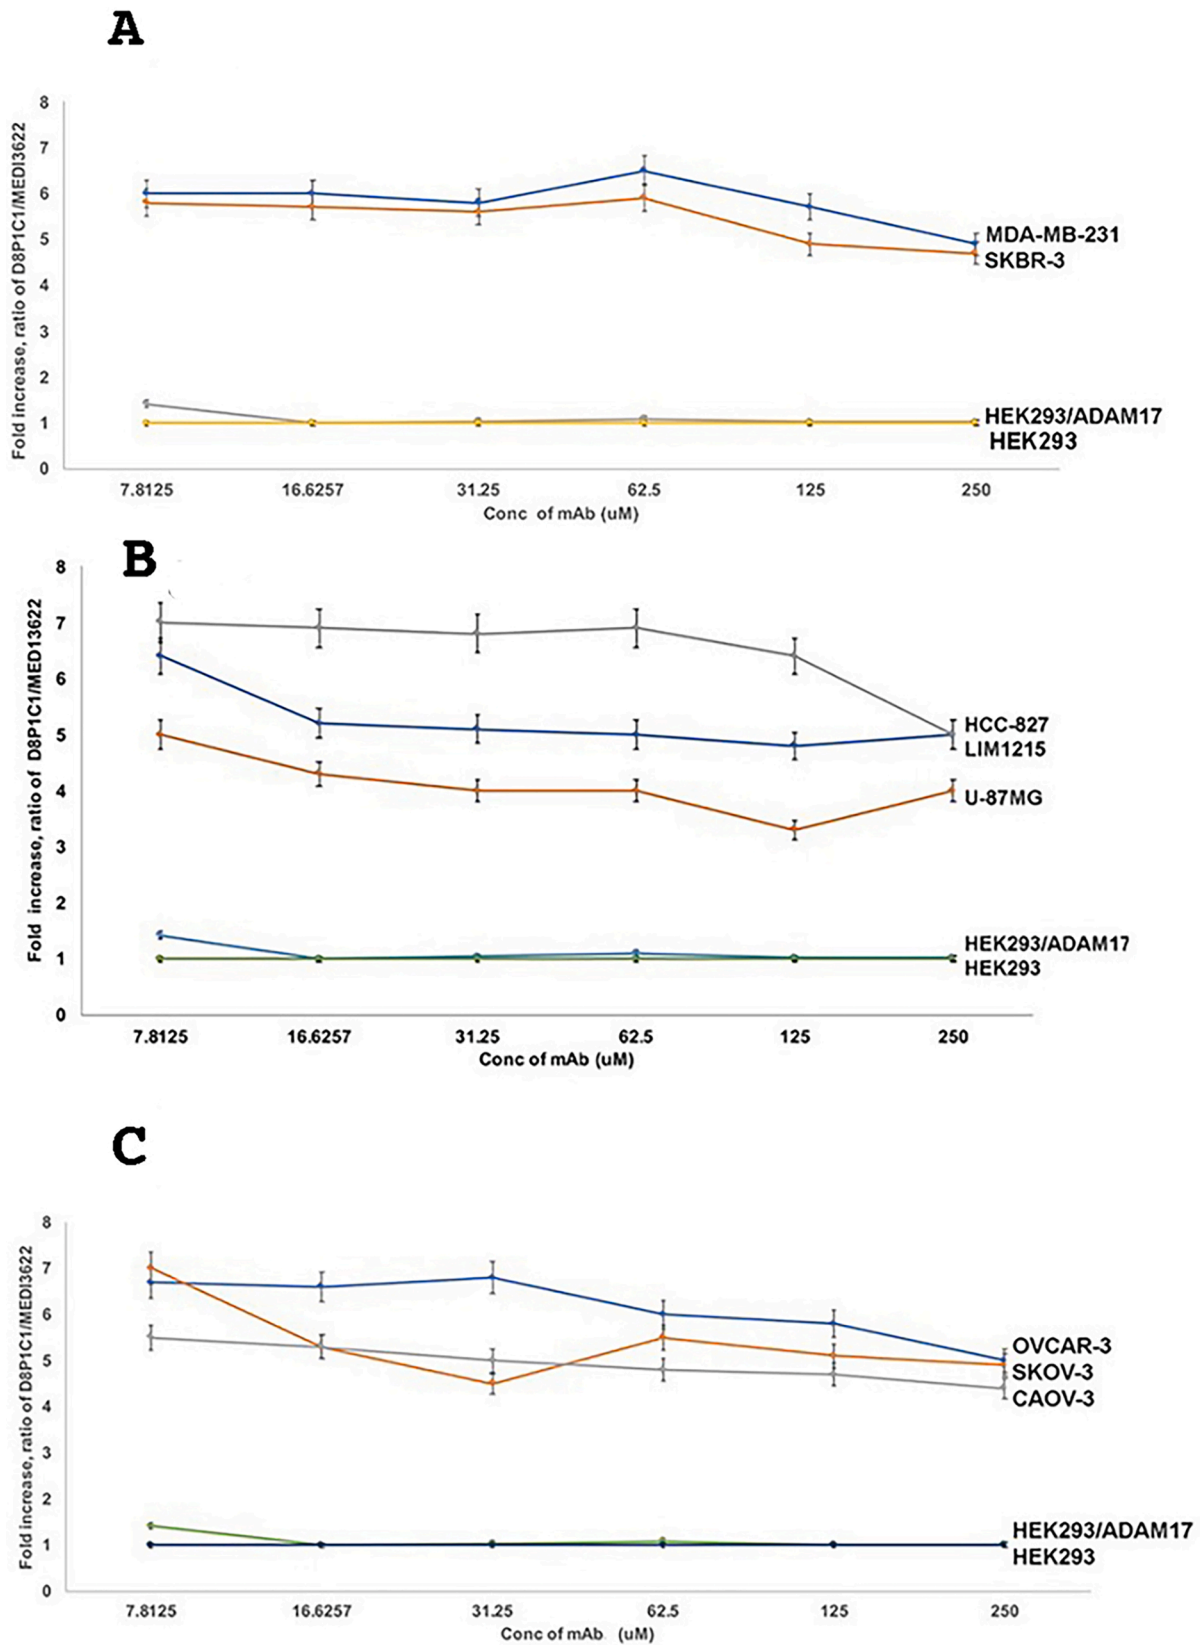 A
Fold increase, ratio of D8P1C1/MEDI3622
8
7
6
5
4
3
2
1
0
MDA-MB-231
SKBR-3
HEK293/ADAM17
HEK293
7.8125 16.6257 31.25 62.5 125 250
Conc of mAb (uM)
B
Fold increase, ratio of D8P1C1/MED13622
8
7
6
5
4
3
2
1
0
HCC-827
LIM1215
U-87MG
HEK293/ADAM17
HEK293
7.8125 16.6257 31.25 62.5 125 250
Conc of mAb (uM)
C
Fold increase, ratio of D8P1C1/MEDI3622
8
7
6
5
4
3
2
1
0
OVCAR-3
SKOV-3
CAOV-3
HEK293/ADAM17
HEK293
7.8125 16.6257 31.25 62.5 125 250
Conc of mAb (uM)